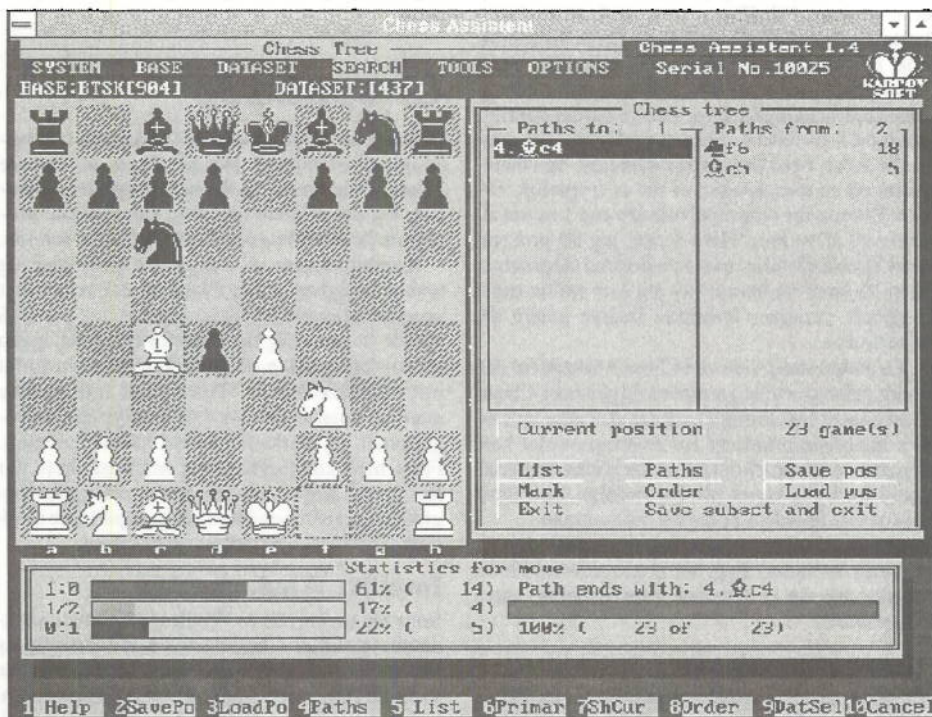 Chess Assistant
Chess Tree
Chess Assistant 1.4
SYSTEM BASE DATASET SEARCH TOOLS OPTIONS
Serial No.10025
KARPOV SOFT
BASE:BTSK[904] DATASET:[437]
Chess tree
Paths to: 1 Paths from: 2
4.♗c4 ♞f6 18
♝c5 5
Current position 23 game(s)
List Paths Save pos
Mark Order Load pos
Exit Save subset and exit
a b c d e f g h
Statistics for move
1:0 61% ( 14) Path ends with: 4.♗c4
1/2 17% ( 4)
0:1 22% ( 5) 100% ( 23 of 23)
1 Help 2SavePo 3LoadPo 4Paths 5 List 6Primar 7ShCur 8Order 9DatSel 10Cancel